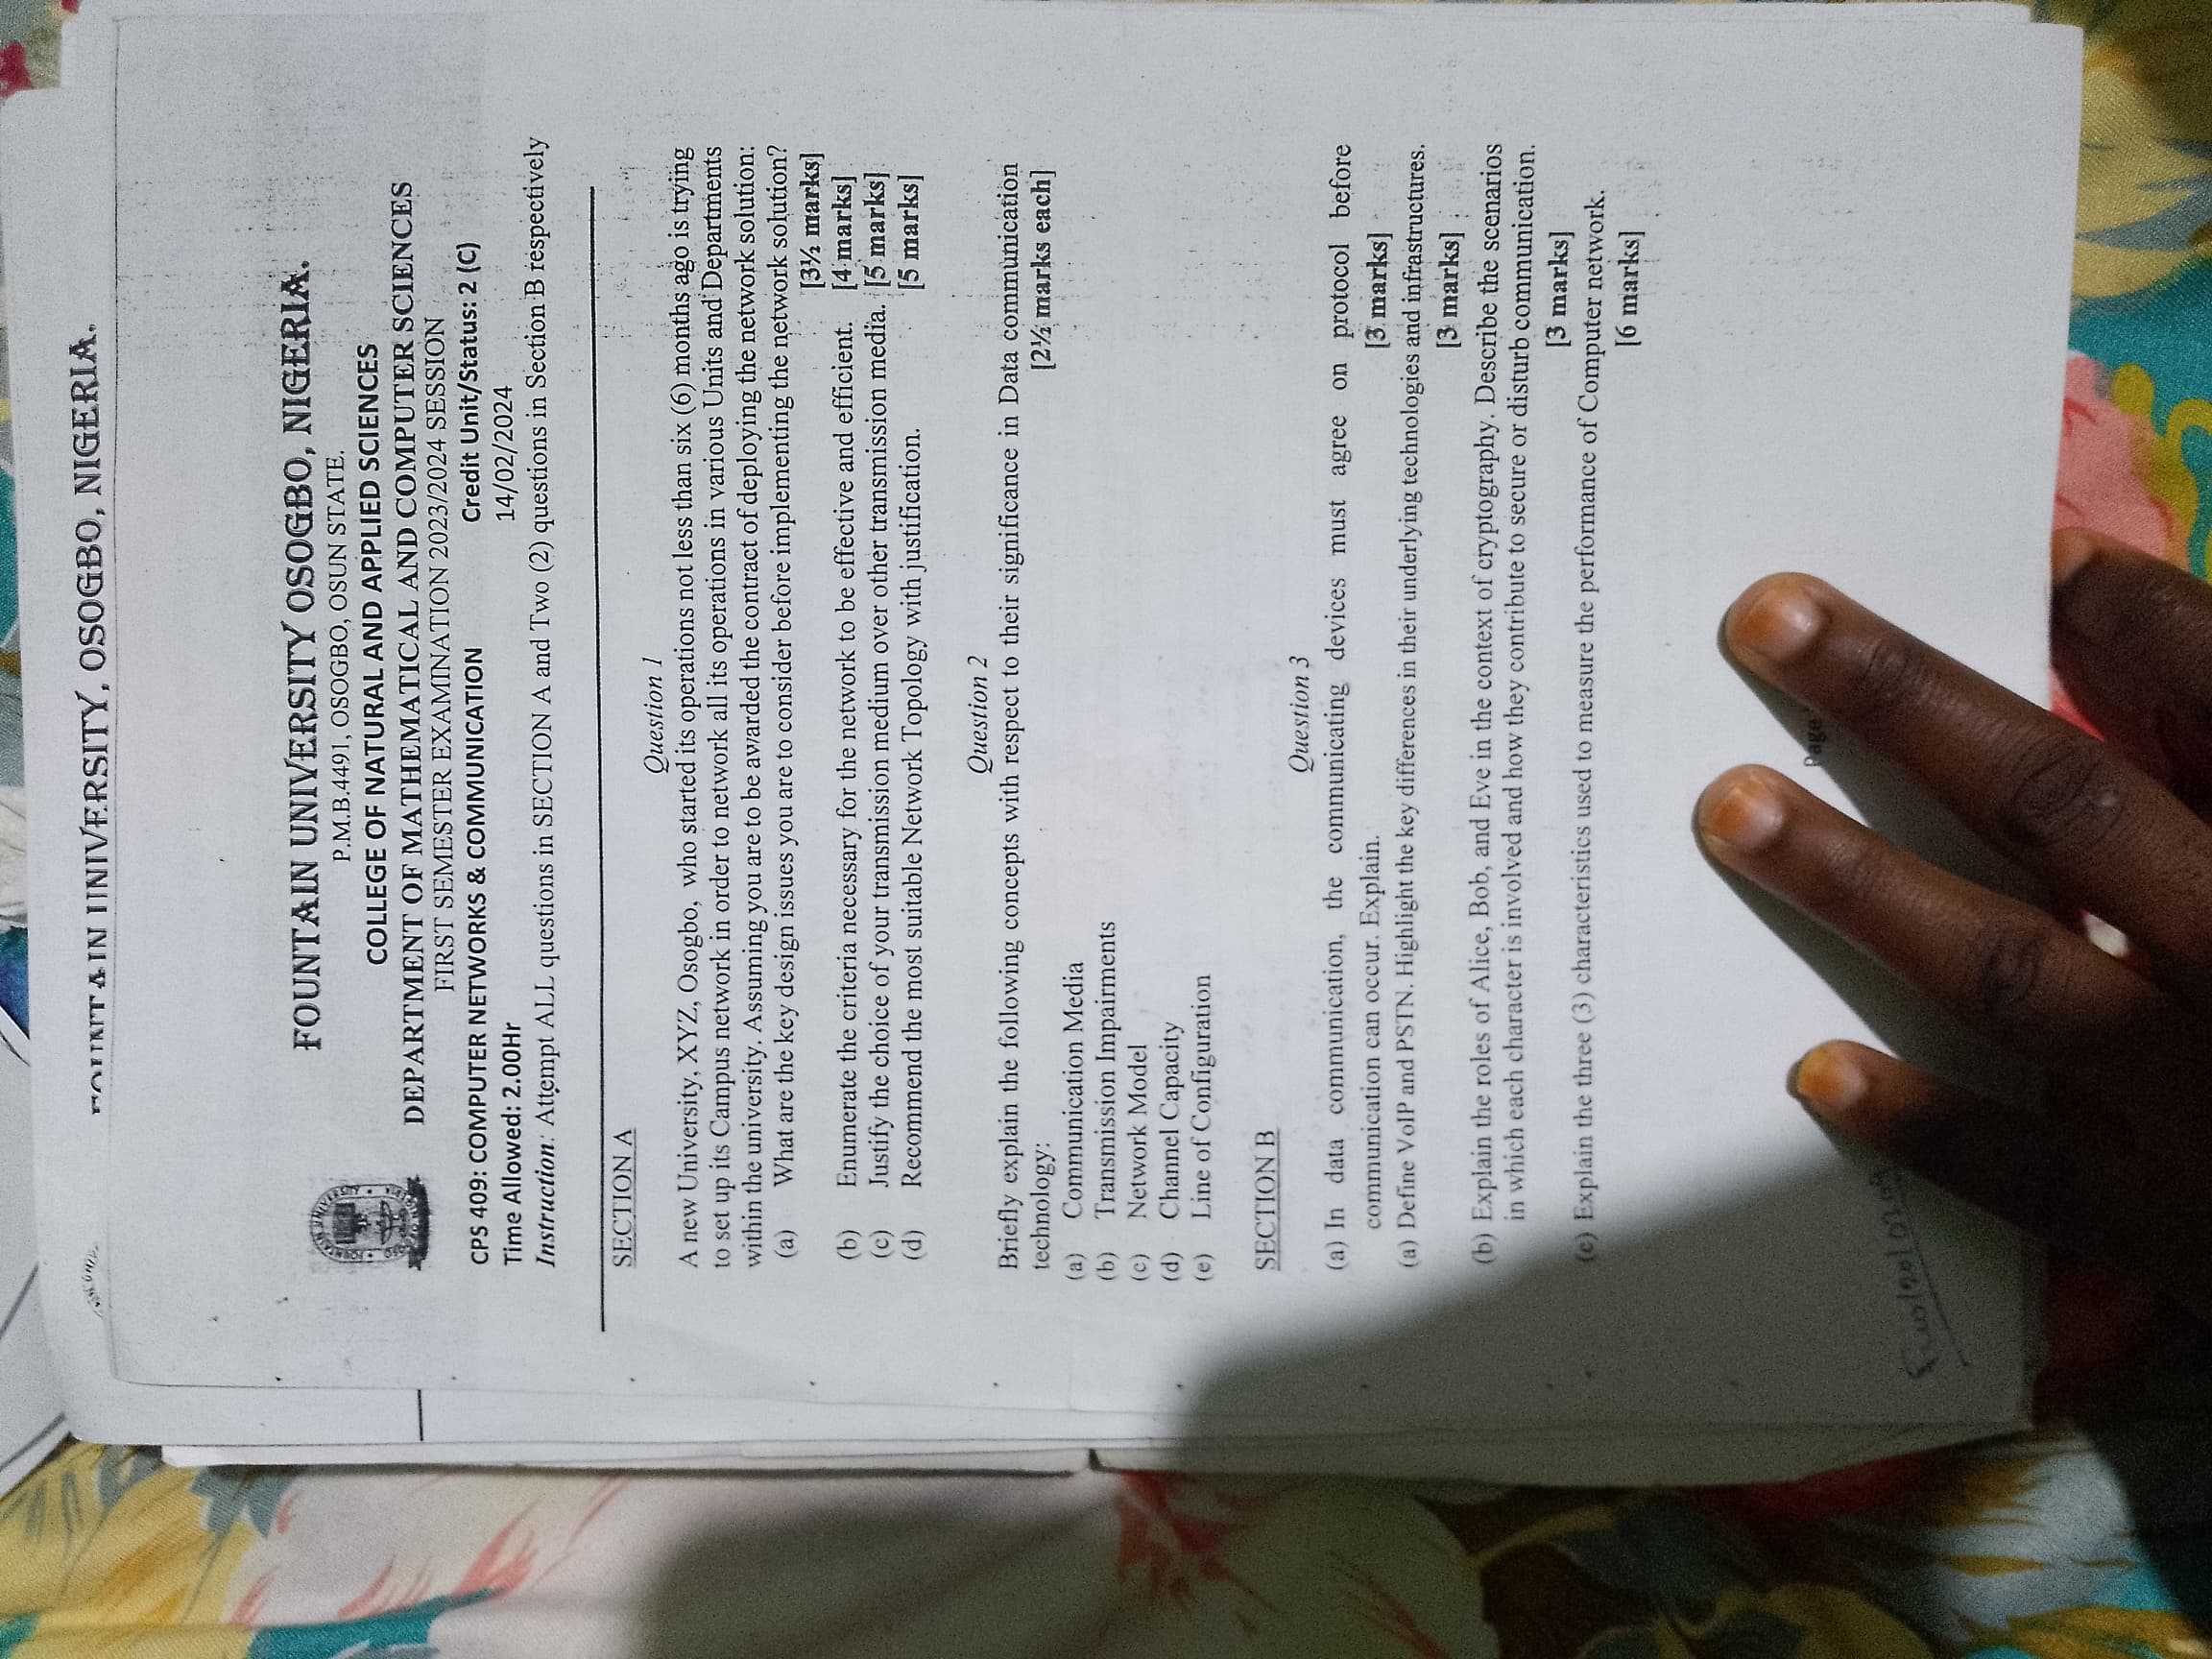 UNIVERSITY, OSOGBO, NIGERIA.
FOUNTAIN UNIVERSITY OSOGBO, NIGERIA.
P.M.B.4491, OSOGBO, OSUN STATE.
COLLEGE OF NATURAL AND APPLIED SCIENCES
DEPARTMENT OF MATHEMATICAL AND COMPUTER SCIENCES
FIRST SEMESTER EXAMINATION 2023/2024 SESSION
CPS 409: COMPUTER NETWORKS & COMMUNICATION Credit Unit/Status: 2 (C)
Time Allowed: 2.00Hr 14/02/2024
Instruction: Attempt ALL questions in SECTION A and Two (2) questions in Section B respectively
SECTION A
Question 1
A new University, XYZ, Osogbo, who started its operations not less than six (6) months ago is trying
to set up its Campus network in order to network all its operations in various Units and Departments
within the university. Assuming you are to be awarded the contract of deploying the network solution:
(a) What are the key design issues you are to consider before implementing the network solution?
[3½ marks]
(b) Enumerate the criteria necessary for the network to be effective and efficient. [4 marks]
(c) Justify the choice of your transmission medium over other transmission media. [5 marks]
(d) Recommend the most suitable Network Topology with justification. [5 marks]
Question 2
Briefly explain the following concepts with respect to their significance in Data communication
technology: [2½ marks each]
(a) Communication Media
(b) Transmission Impairments
(c) Network Model
(d) Channel Capacity
(e) Line of Configuration
SECTION B
Question 3
(a) In data communication, the communicating devices must agree on protocol before
communication can occur. Explain. [3 marks]
(a) Define VoIP and PSTN. Highlight the key differences in their underlying technologies and infrastructures.
[3 marks]
(b) Explain the roles of Alice, Bob, and Eve in the context of cryptography. Describe the scenarios
in which each character is involved and how they contribute to secure or disturb communication.
[3 marks]
(c) Explain the three (3) characteristics used to measure the performance of Computer network.
[6 marks]
Page